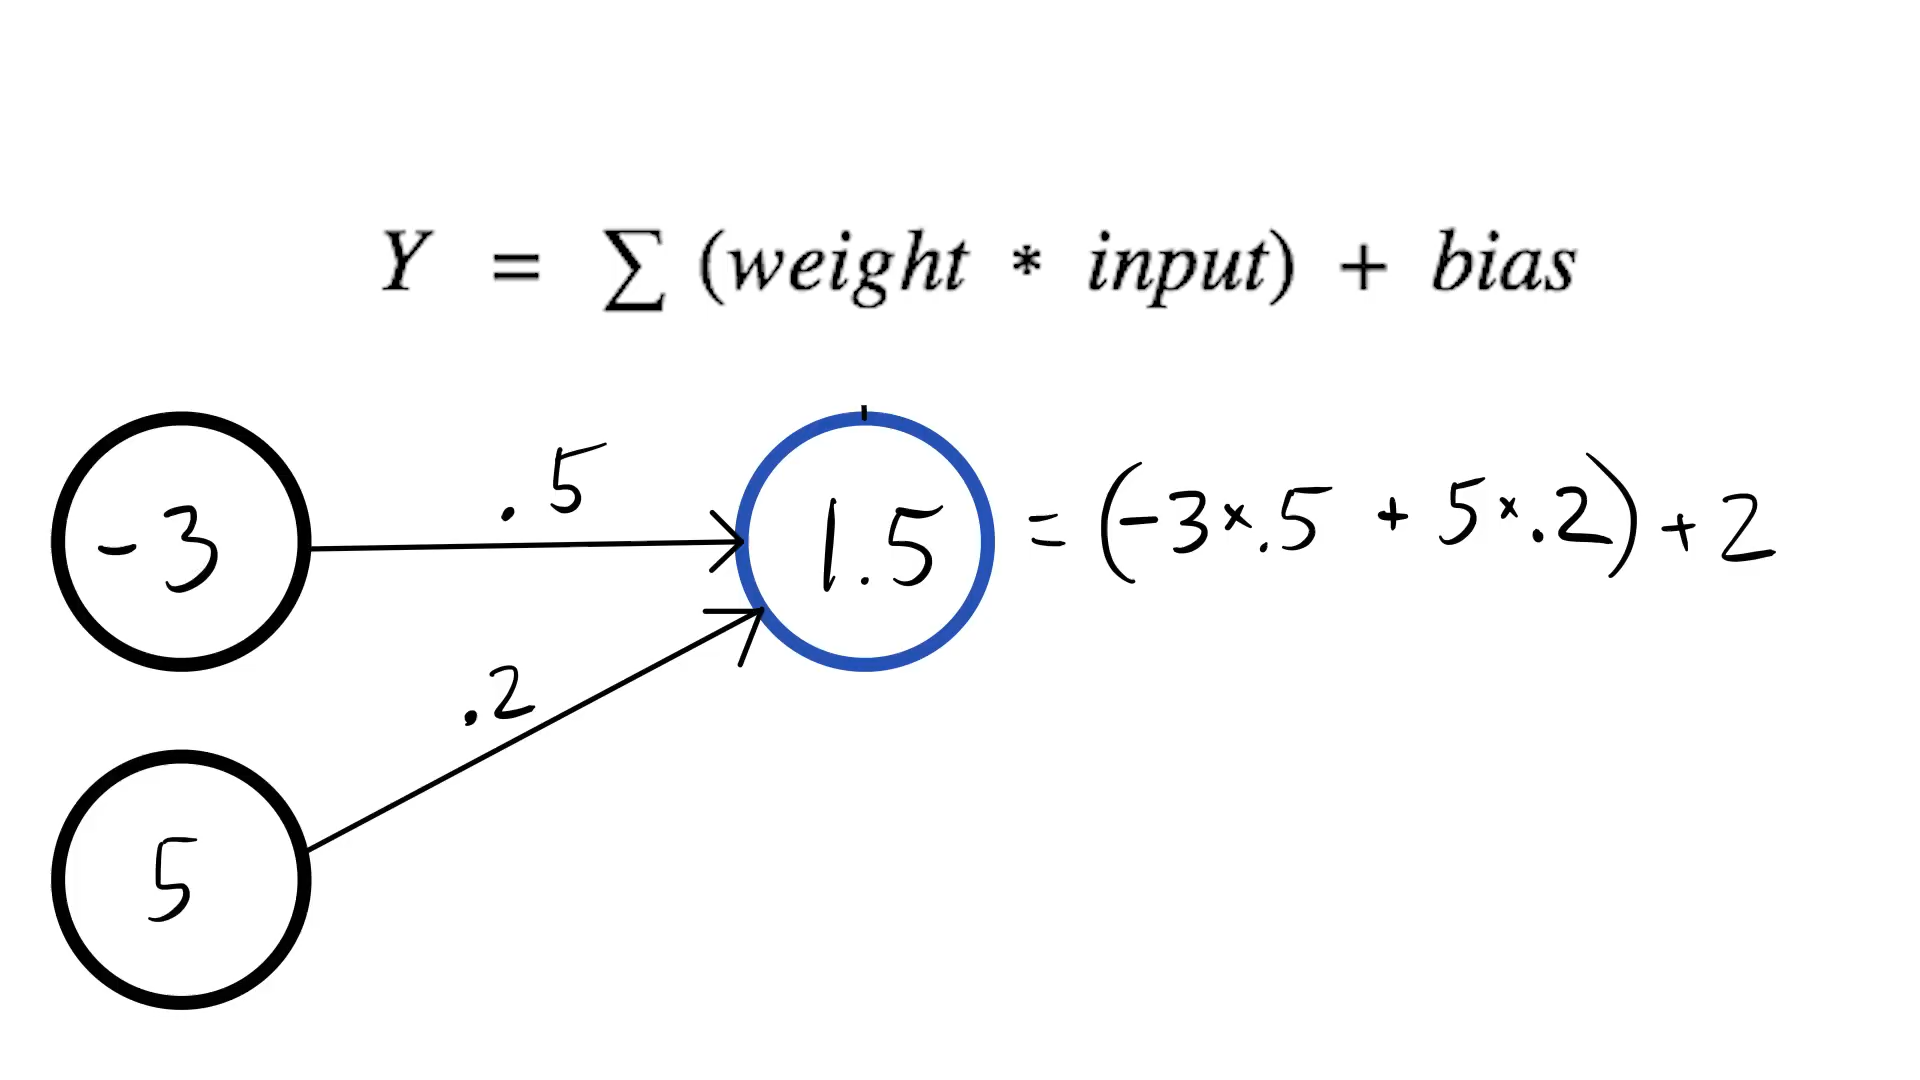 Y = ∑ (weight * input) + bias
.5
-3
1.5 = (-3×.5 + 5×.2) + 2
.2
5